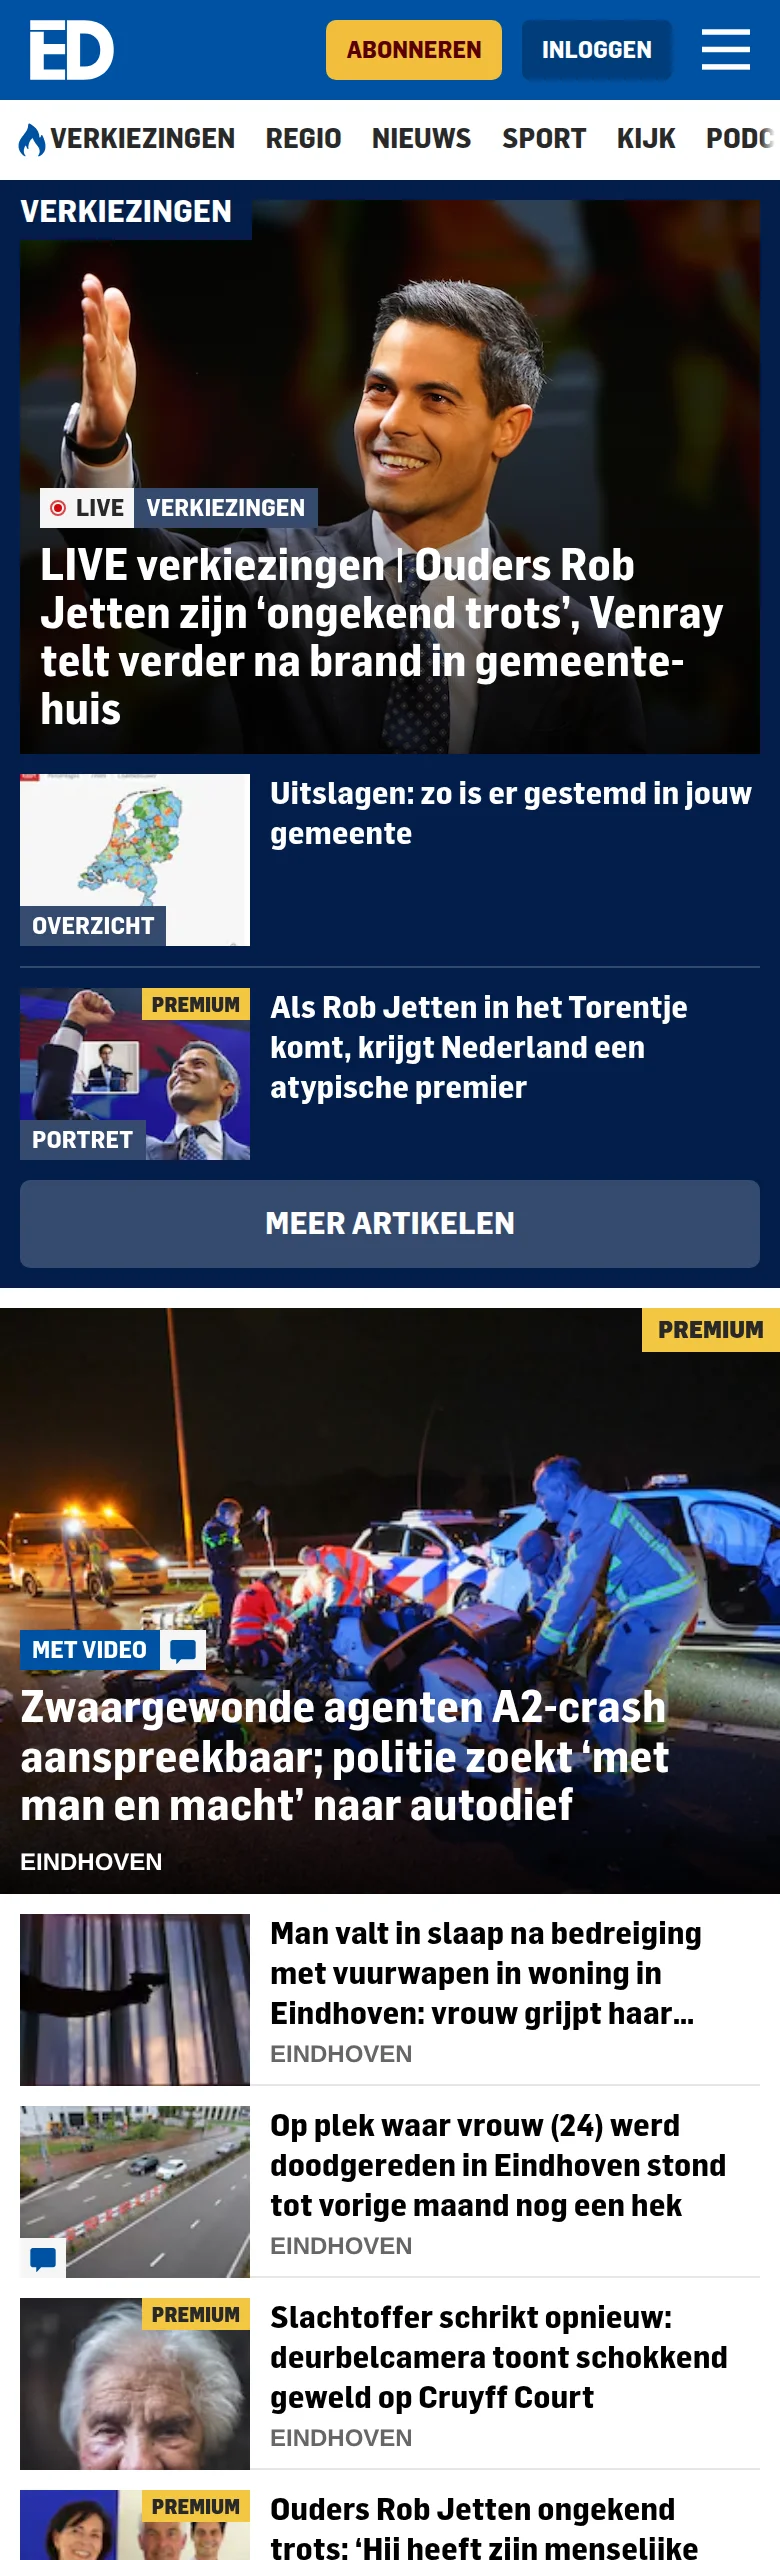 ED
ABONNEREN
INLOGGEN
VERKIEZINGEN
REGIO
NIEUWS
SPORT
KIJK
PODC
VERKIEZINGEN
LIVE
VERKIEZINGEN
LIVE verkiezingen | Ouders Rob
Jetten zijn ‘ongekend trots’, Venray
telt verder na brand in gemeente-
huis
OVERZICHT
Uitslagen: zo is er gestemd in jouw
gemeente
PREMIUM
PORTRET
Als Rob Jetten in het Torentje
komt, krijgt Nederland een
atypische premier
MEER ARTIKELEN
PREMIUM
MET VIDEO
Zwaargewonde agenten A2-crash
aanspreekbaar; politie zoekt ‘met
man en macht’ naar autodief
EINDHOVEN
Man valt in slaap na bedreiging
met vuurwapen in woning in
Eindhoven: vrouw grijpt haar...
EINDHOVEN
Op plek waar vrouw (24) werd
doodgereden in Eindhoven stond
tot vorige maand nog een hek
EINDHOVEN
PREMIUM
Slachtoffer schrikt opnieuw:
deurbelcamera toont schokkend
geweld op Cruyff Court
EINDHOVEN
PREMIUM
Ouders Rob Jetten ongekend
trots: ‘Hij heeft zijn menselijke